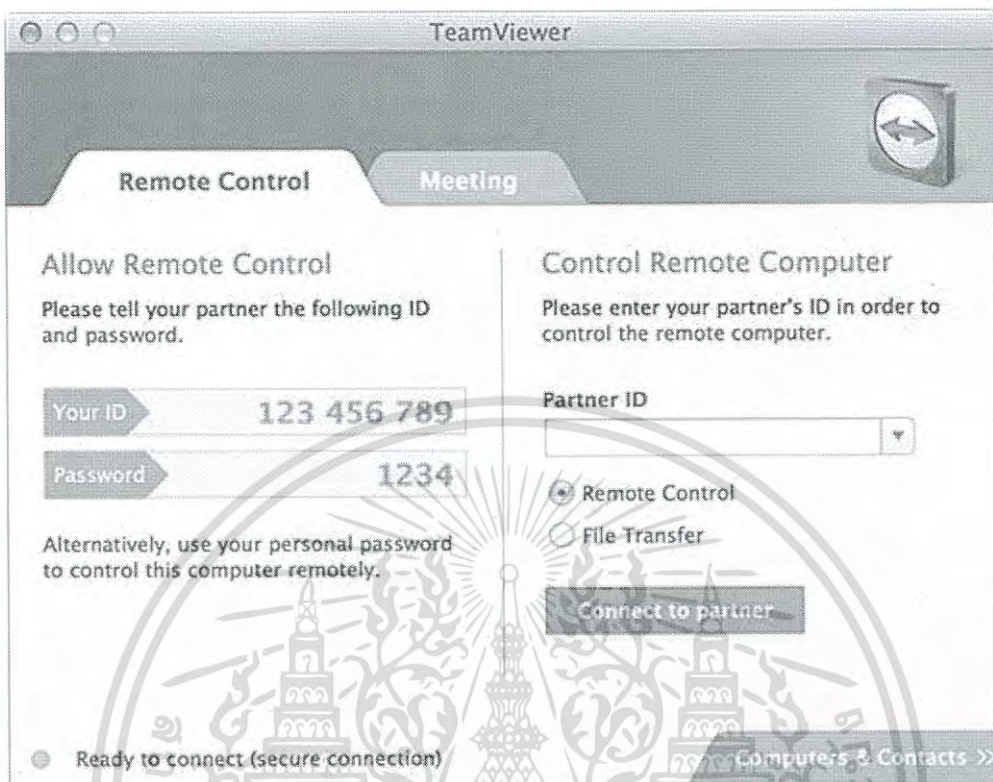 TeamViewer
Remote Control
Meeting
Allow Remote Control
Please tell your partner the following ID
and password.
Your ID
123 456 789
Password
1234
Alternatively, use your personal password
to control this computer remotely.
Control Remote Computer
Please enter your partner's ID in order to
control the remote computer.
Partner ID
Remote Control
File Transfer
Connect to partner
Ready to connect (secure connection)
Computers & Contacts >>